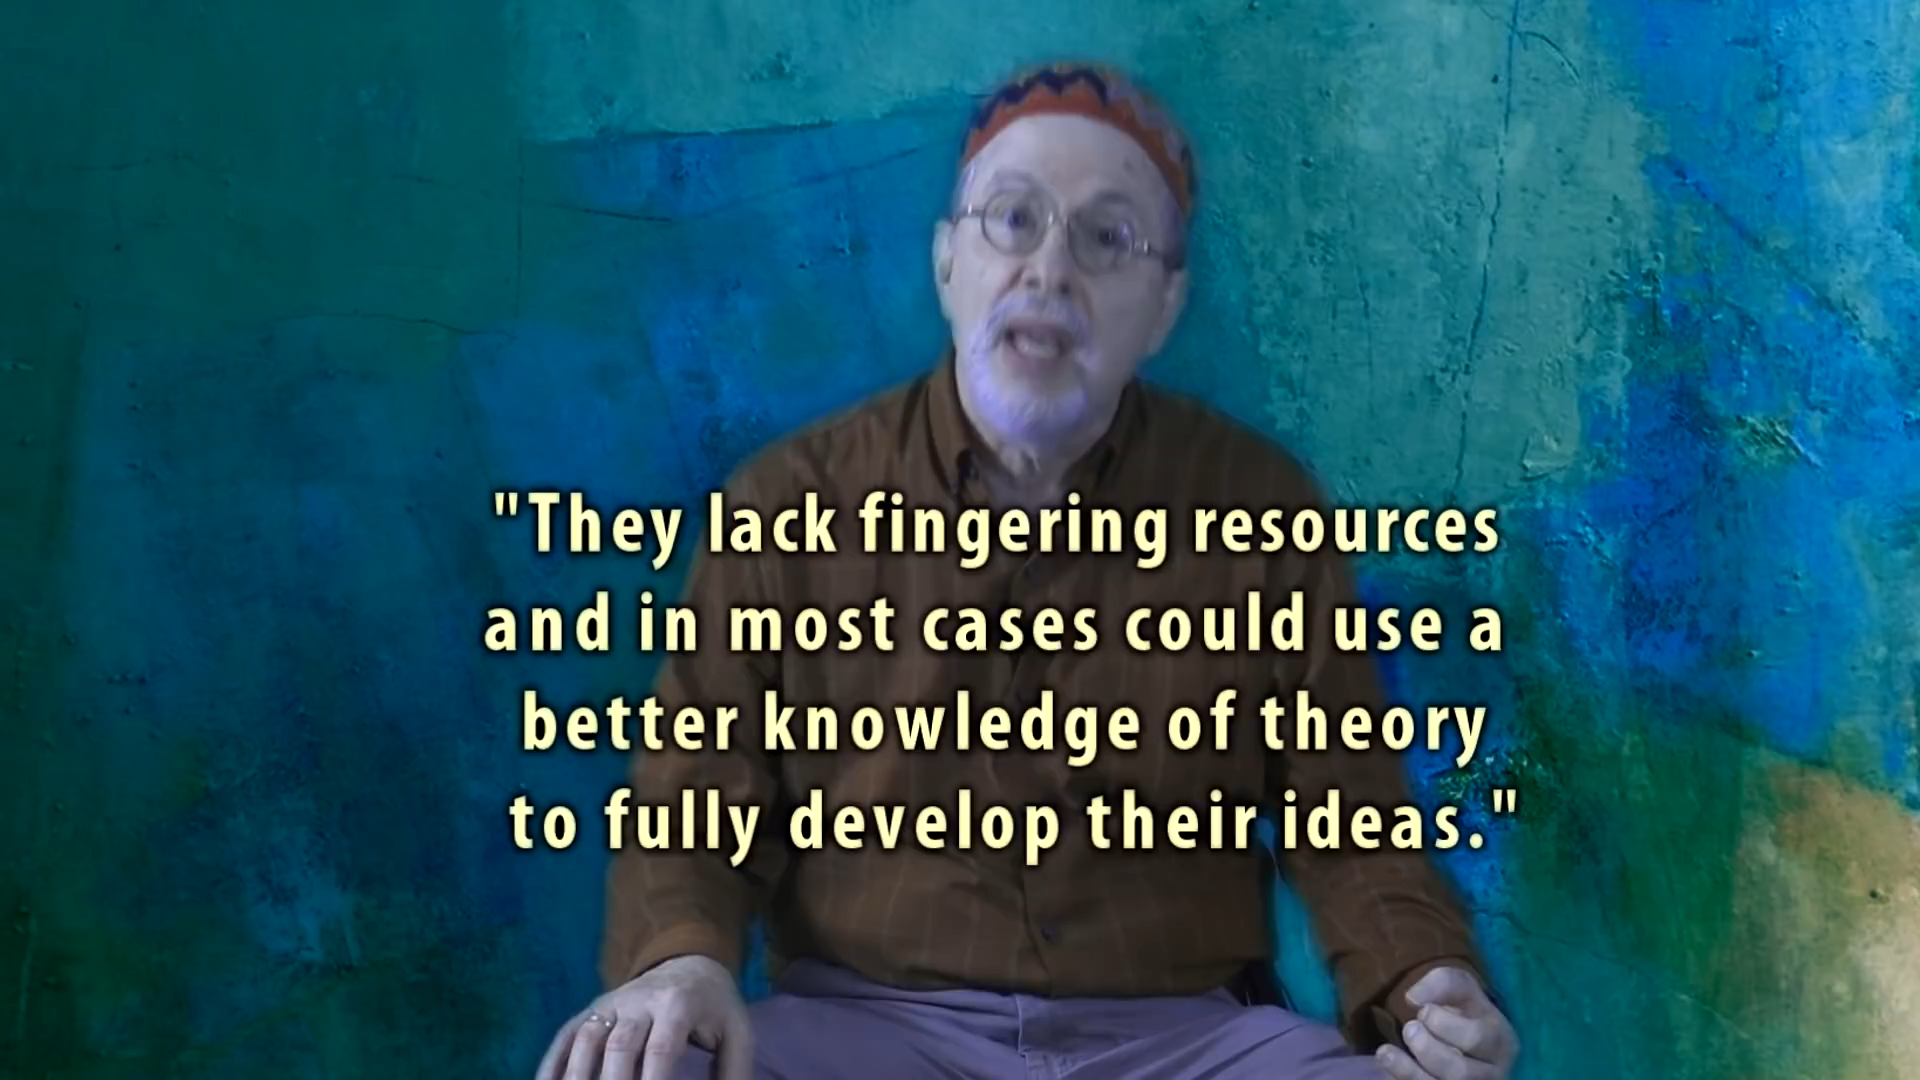 "They lack fingering resources
and in most cases could use a
better knowledge of theory
to fully develop their ideas."